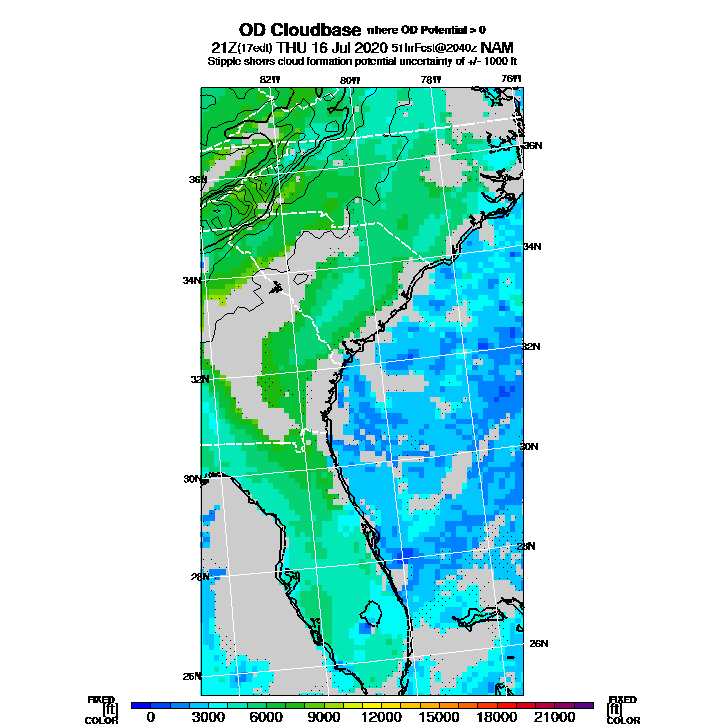 OD Cloudbase where OD Potential > 0
21Z(17edt) THU 16 Jul 2020 51hrFcst@2040z NAM
Stipple shows cloud formation potential uncertainty of +/- 1000 ft
82W 80W 78W 76W
36N
36N
34N
34N
32N
32N
30N
30N
28N
28N
26N
26N
FIXED [ft] COLOR
0 3000 6000 9000 12000 15000 18000 21000
FIXED [ft] COLOR